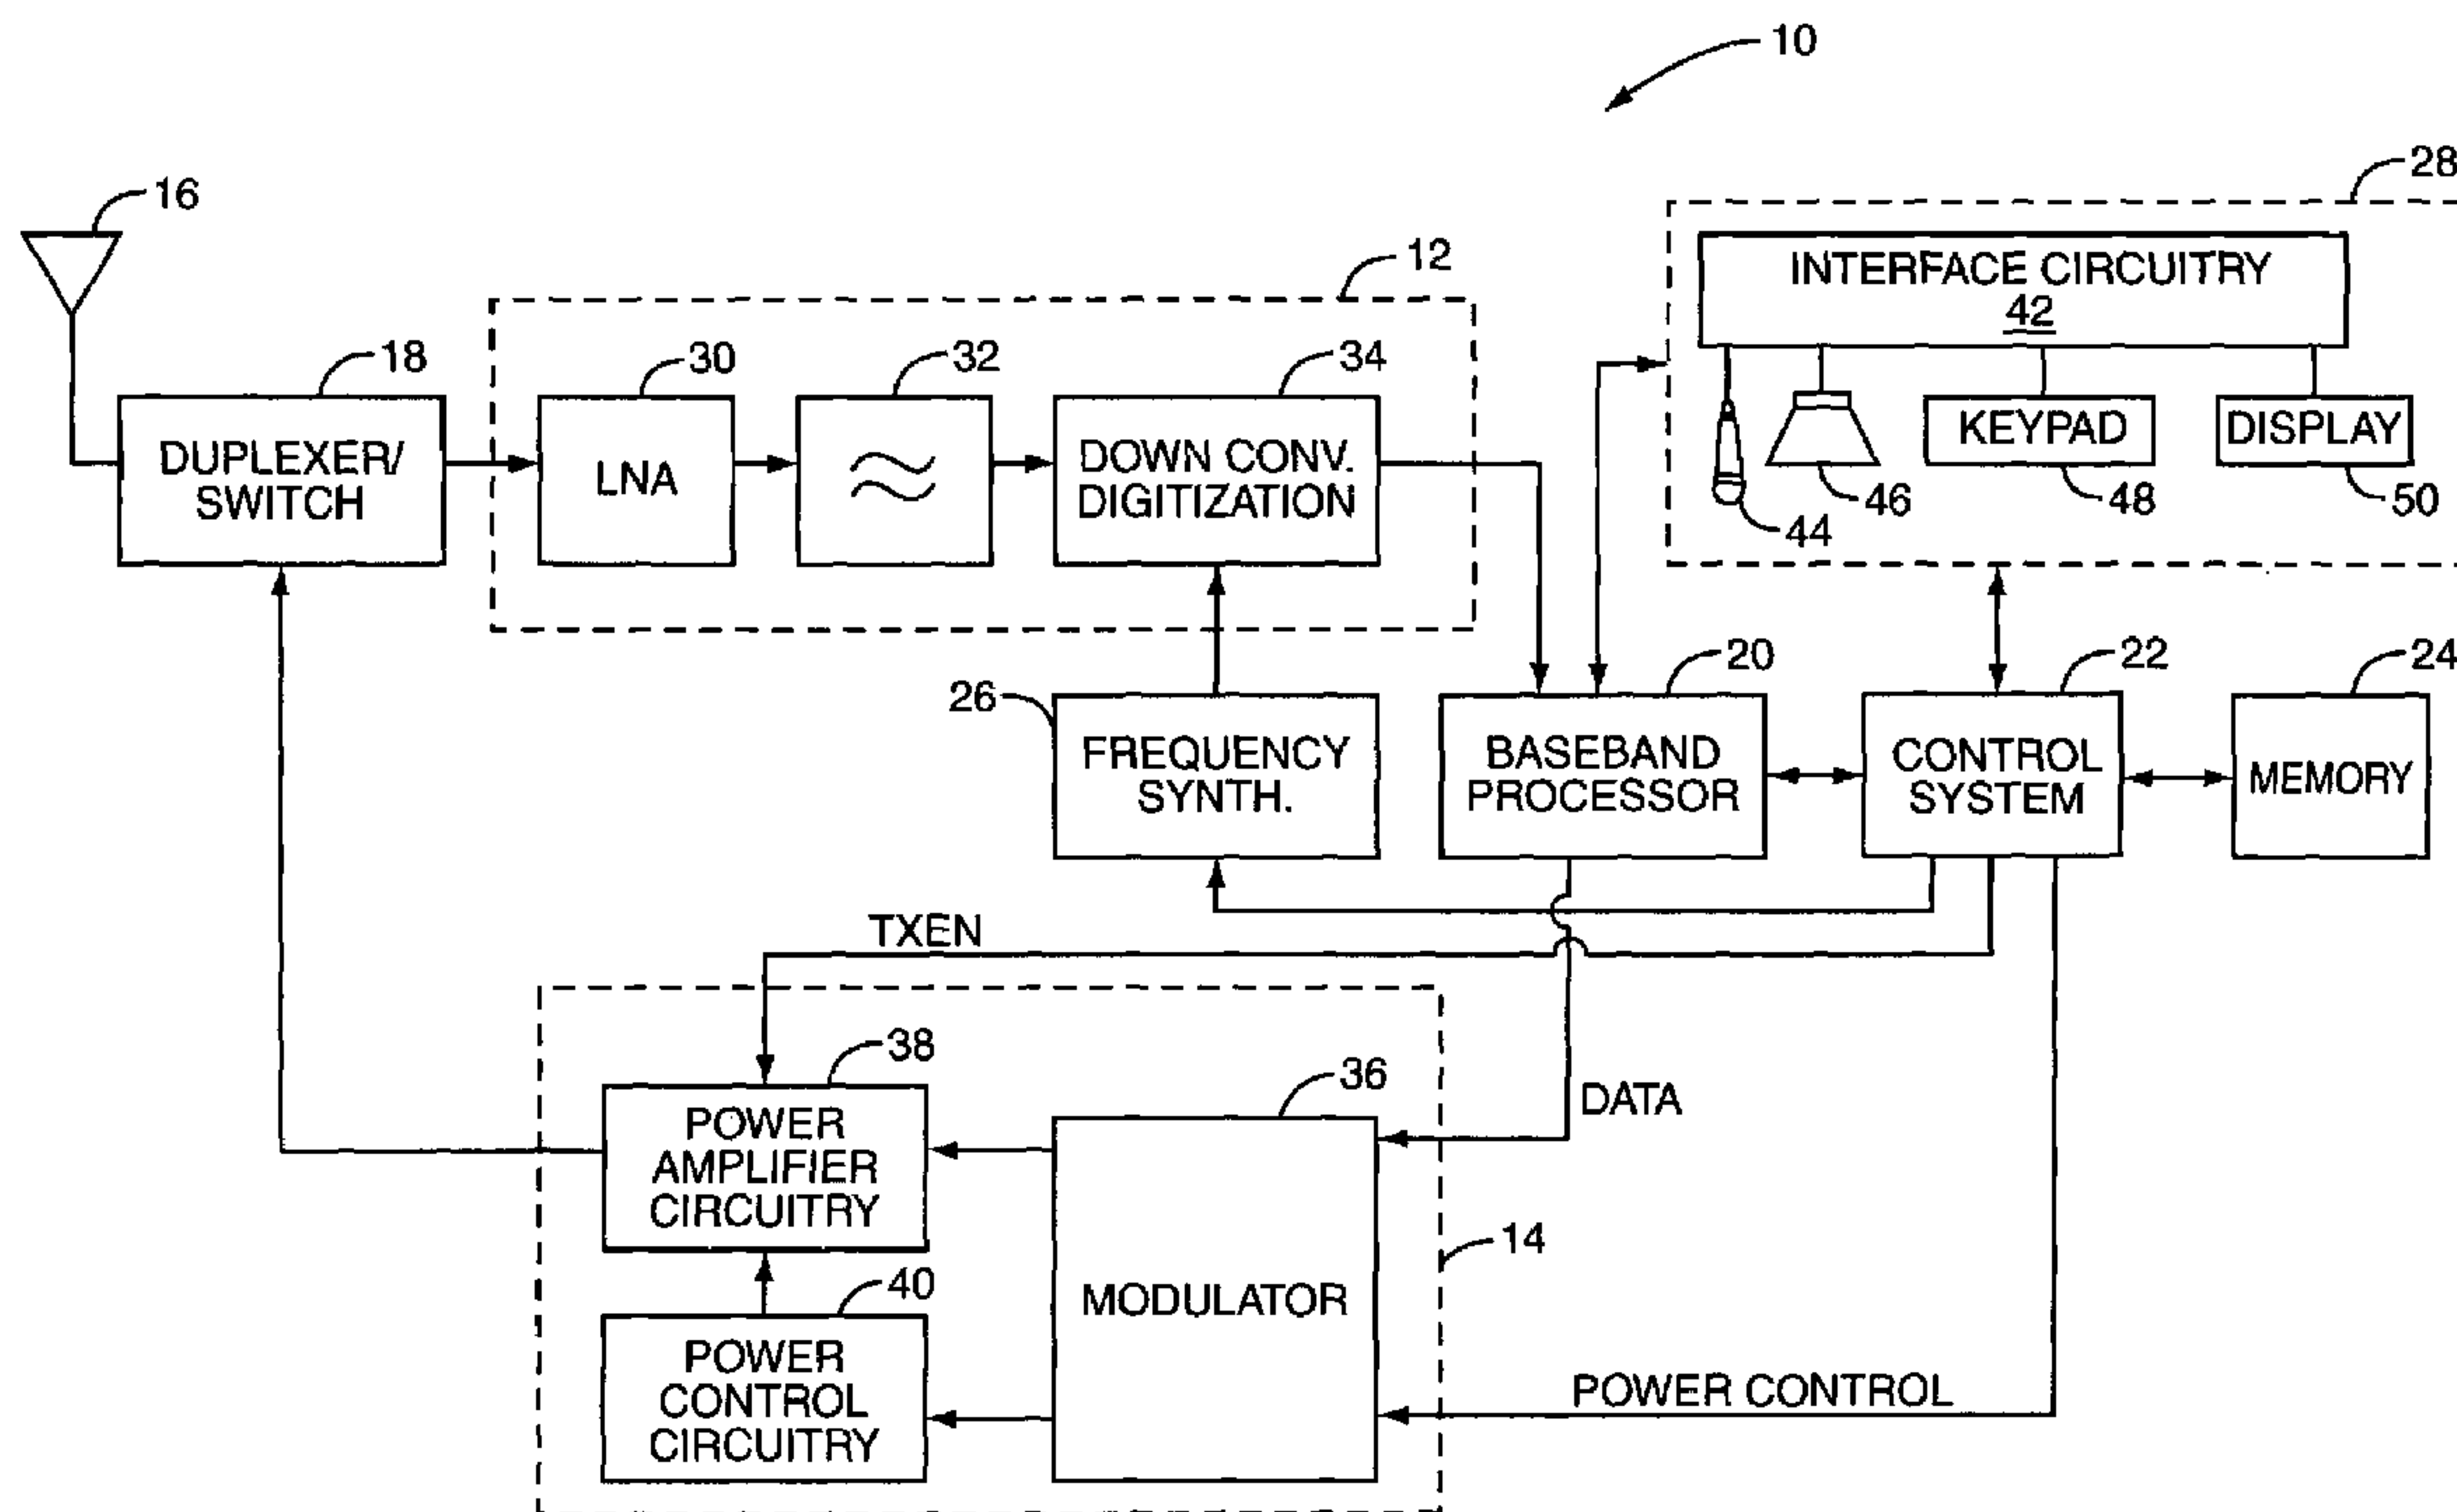 10
28
16
INTERFACE CIRCUITRY
42
12
18
30
32
34
DUPLEXER/
SWITCH
LNA
DOWN CONV.
DIGITIZATION
KEYPAD
DISPLAY
44
46
48
50
26
20
22
24
FREQUENCY
SYNTH.
BASEBAND
PROCESSOR
CONTROL
SYSTEM
MEMORY
TXEN
38
36
DATA
POWER
AMPLIFIER
CIRCUITRY
14
40
MODULATOR
POWER
CONTROL
CIRCUITRY
POWER CONTROL